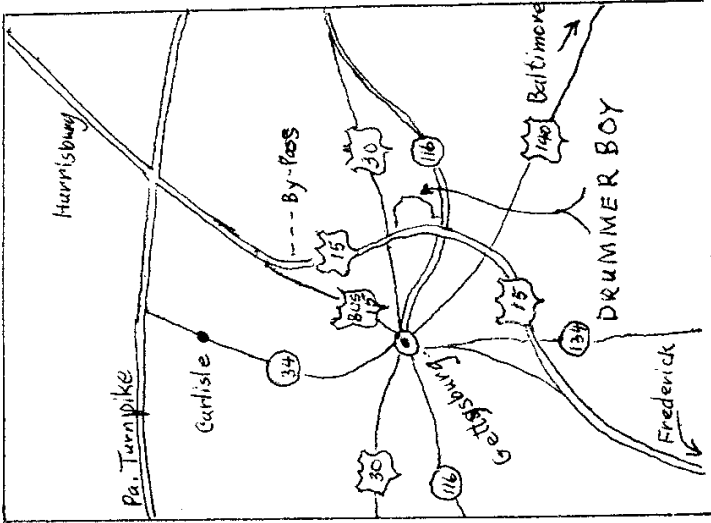 Harrisburg
Pa. Turnpike
Carlisle
34
By-Pass
15
BUS
15
30
116
140
Baltimore
DRUMMER BOY
Gettysburg
30
116
15
134
Frederick